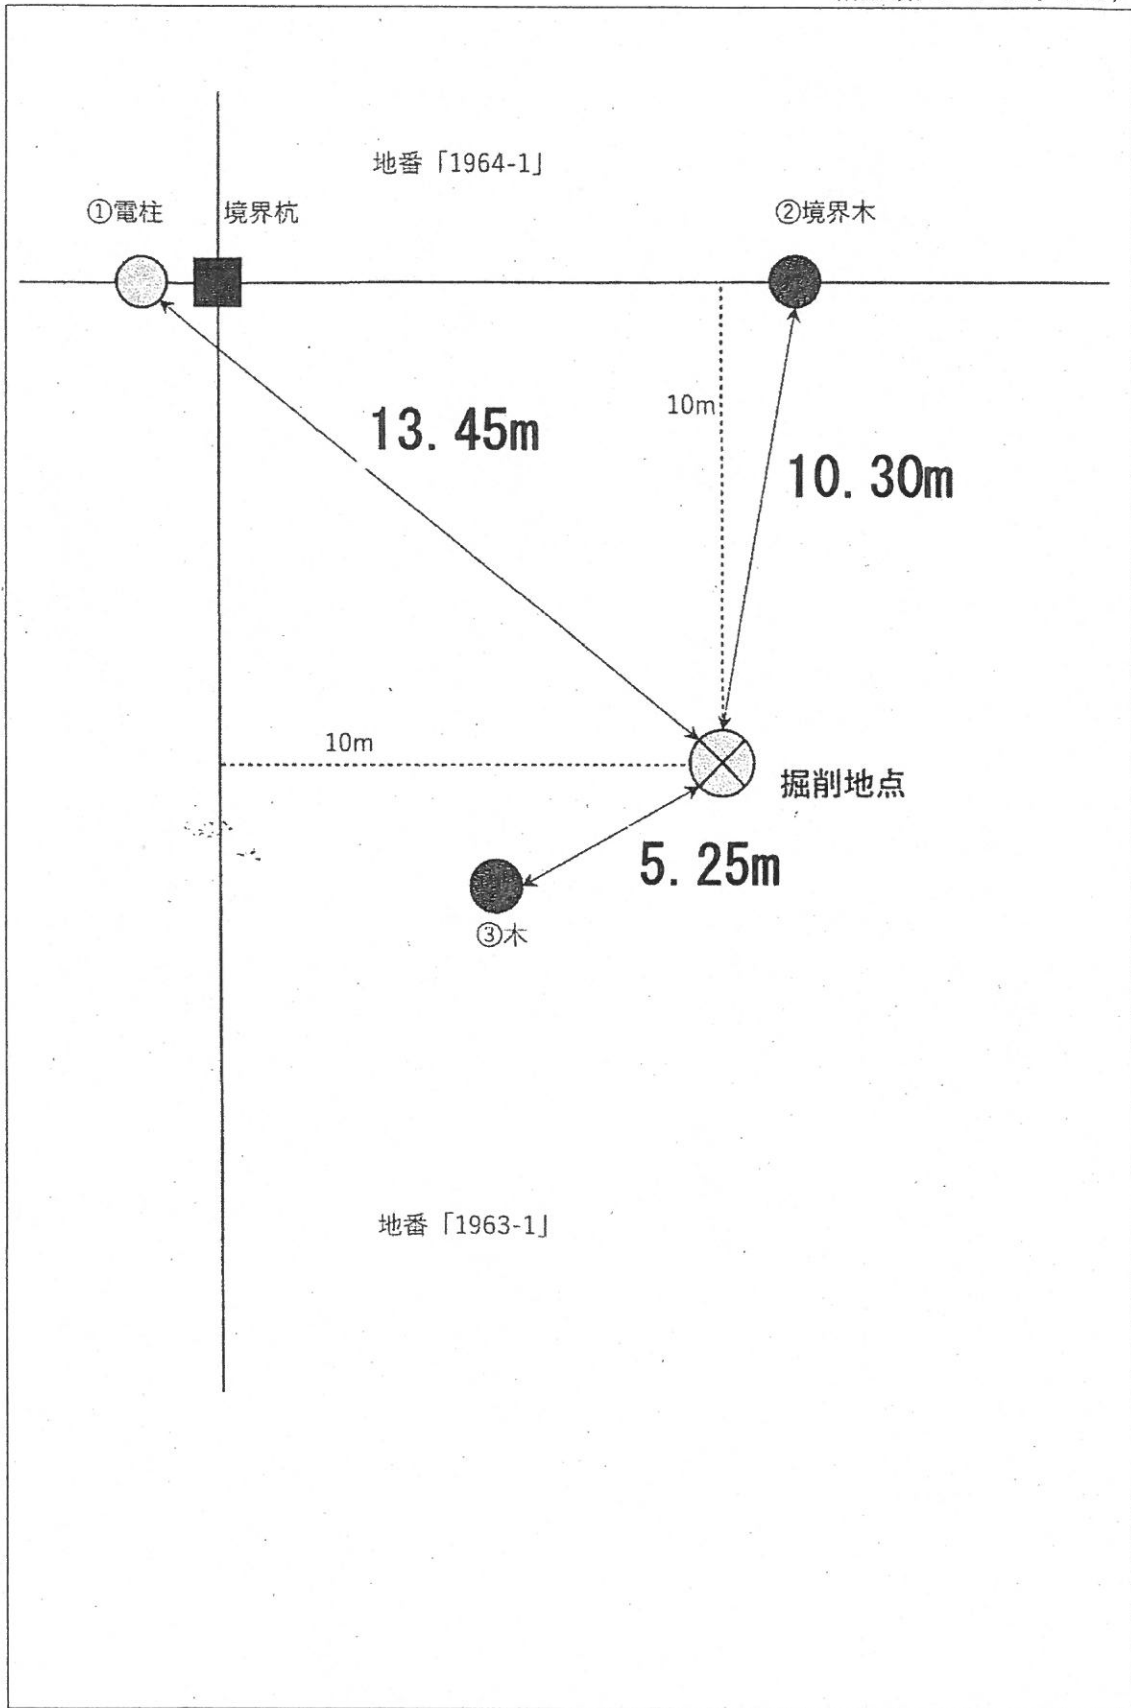 地番「1964-1」
①電柱
境界杭
②境界木
10m
13.45m
10.30m
10m
掘削地点
5.25m
③木
地番「1963-1」